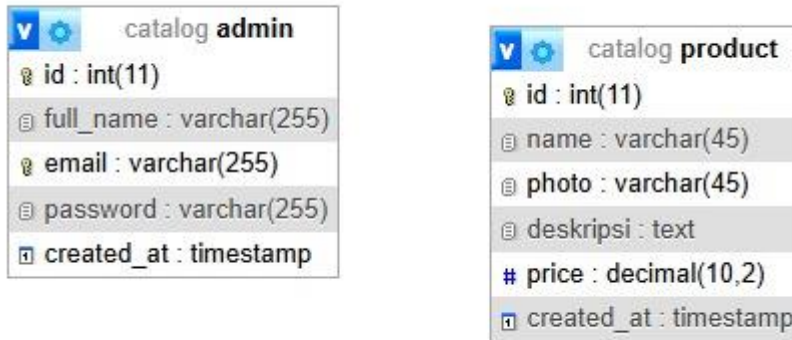 v catalog admin
id : int(11)
full_name : varchar(255)
email : varchar(255)
password : varchar(255)
created_at : timestamp
v catalog product
id : int(11)
name : varchar(45)
photo : varchar(45)
deskripsi : text
# price : decimal(10,2)
created_at : timestamp